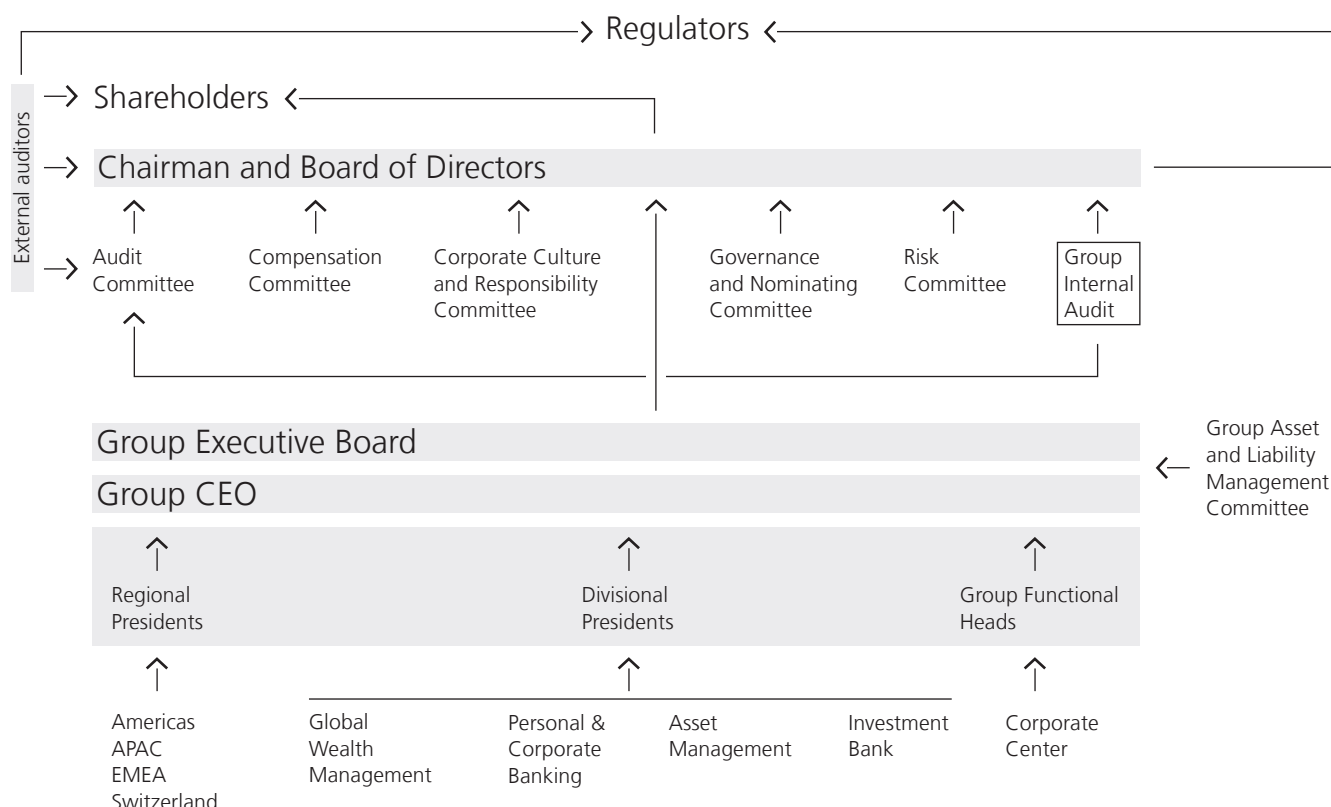 Regulators
Shareholders
External auditors
Chairman and Board of Directors
Audit
Committee
Compensation
Committee
Corporate Culture
and Responsibility
Committee
Governance
and Nominating
Committee
Risk
Committee
Group
Internal
Audit
Group Executive Board
Group CEO
Group Asset
and Liability
Management
Committee
Regional
Presidents
Divisional
Presidents
Group Functional
Heads
Americas
APAC
EMEA
Switzerland
Global
Wealth
Management
Personal &
Corporate
Banking
Asset
Management
Investment
Bank
Corporate
Center